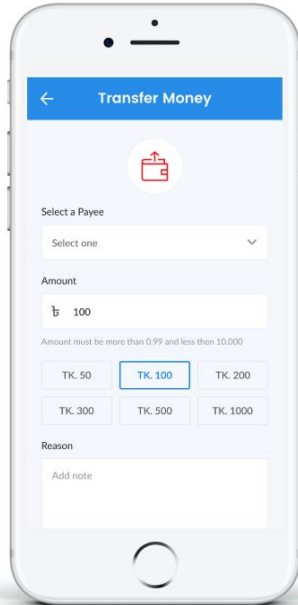 Transfer Money
Select a Payee
Select one
Amount
৳ 100
Amount must be more than 0.99 and less then 10,000
TK. 50 TK. 100 TK. 200
TK. 300 TK. 500 TK. 1000
Reason
Add note